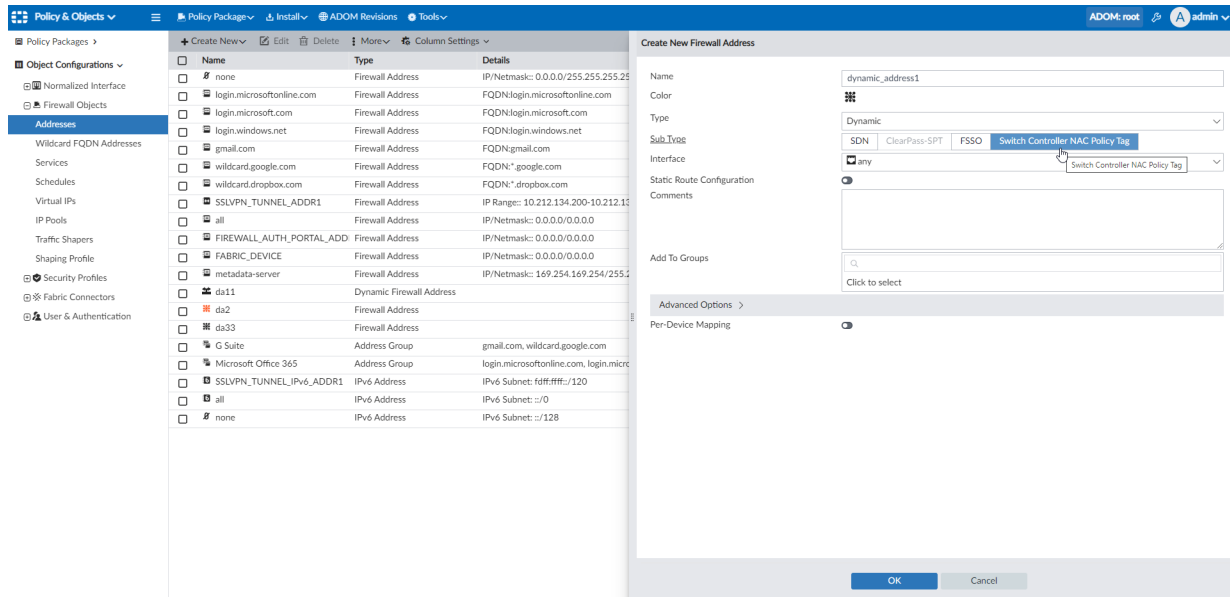 Policy & Objects
Policy Package Install ADOM Revisions Tools
ADOM: root A admin
Policy Packages
Object Configurations
Normalized Interface
Firewall Objects
Addresses
Wildcard FQDN Addresses
Services
Schedules
Virtual IPs
IP Pools
Traffic Shapers
Shaping Profile
Security Profiles
Fabric Connectors
User & Authentication
Create New Edit Delete More Column Settings
Name Type Details
none Firewall Address IP/Netmask:: 0.0.0.0/255.255.255.25
login.microsoftonline.com Firewall Address FQDN:login.microsoftonline.com
login.microsoft.com Firewall Address FQDN:login.microsoft.com
login.windows.net Firewall Address FQDN:login.windows.net
gmail.com Firewall Address FQDN:gmail.com
wildcard.google.com Firewall Address FQDN:*.google.com
wildcard.dropbox.com Firewall Address FQDN:*.dropbox.com
SSLVPN_TUNNEL_ADDR1 Firewall Address IP Range:: 10.212.134.200-10.212.13
all Firewall Address IP/Netmask:: 0.0.0.0/0.0.0.0
FIREWALL_AUTH_PORTAL_ADD Firewall Address IP/Netmask:: 0.0.0.0/0.0.0.0
FABRIC_DEVICE Firewall Address IP/Netmask:: 0.0.0.0/0.0.0.0
metadata-server Firewall Address IP/Netmask:: 169.254.169.254/255.2
da11 Dynamic Firewall Address
da2 Firewall Address
da33 Firewall Address
G Suite Address Group gmail.com, wildcard.google.com
Microsoft Office 365 Address Group login.microsoftonline.com, login.micro
SSLVPN_TUNNEL_IPv6_ADDR1 IPv6 Address IPv6 Subnet: fdff:ffff::/120
all IPv6 Address IPv6 Subnet: ::/0
none IPv6 Address IPv6 Subnet: ::/128
Create New Firewall Address
Name dynamic_address1
Color
Type Dynamic
Sub Type SDN ClearPass-SPT FSSO Switch Controller NAC Policy Tag
Interface any
Switch Controller NAC Policy Tag
Static Route Configuration
Comments
Add To Groups
Click to select
Advanced Options
Per-Device Mapping
OK Cancel